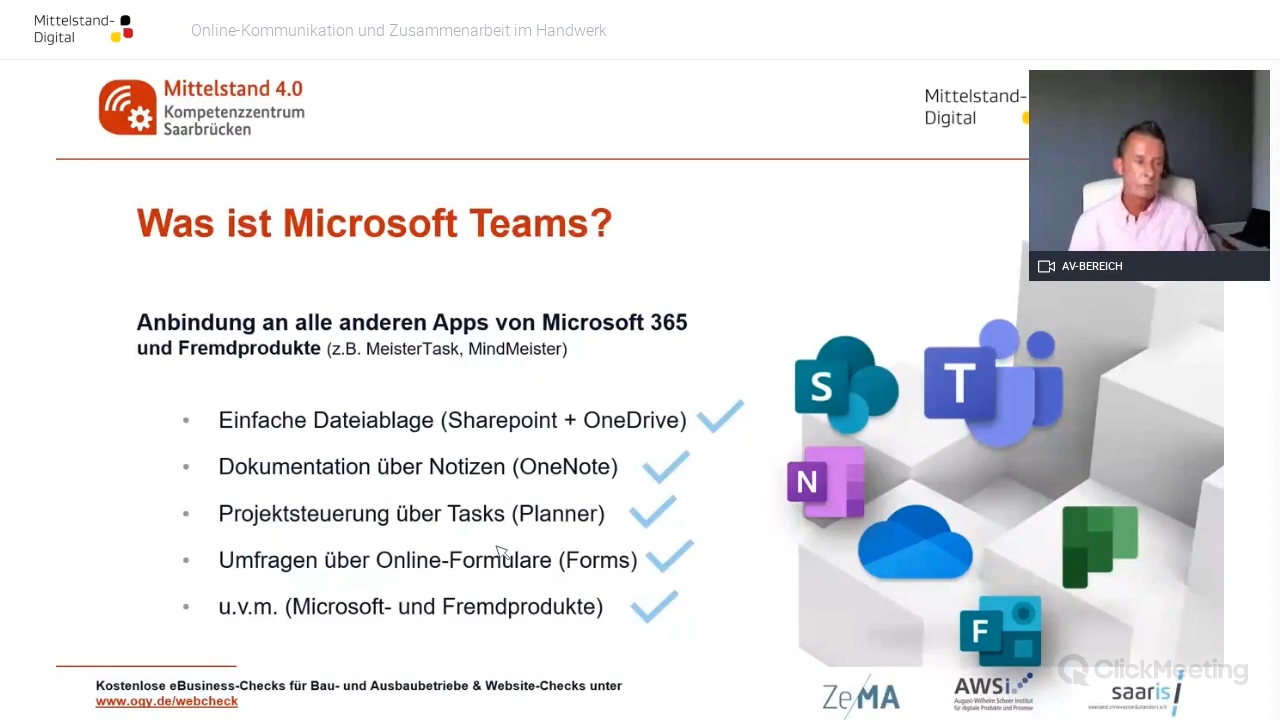 Mittelstand-
Digital
Online-Kommunikation und Zusammenarbeit im Handwerk
Mittelstand 4.0
Kompetenzzentrum
Saarbrücken
Mittelstand-
Digital
AV-BEREICH
Was ist Microsoft Teams?
Anbindung an alle anderen Apps von Microsoft 365
und Fremdprodukte (z.B. MeisterTask, MindMeister)
• Einfache Dateiablage (Sharepoint + OneDrive)
• Dokumentation über Notizen (OneNote)
• Projektsteuerung über Tasks (Planner)
• Umfragen über Online-Formulare (Forms)
• u.v.m. (Microsoft- und Fremdprodukte)
S
T
N
F
Kostenlose eBusiness-Checks für Bau- und Ausbaubetriebe & Website-Checks unter
www.ogy.de/webcheck
ZeMA
AWSi
August-Wilhelm Scheer Institut
für digitale Produkte und Prozesse
saaris
ClickMeeting